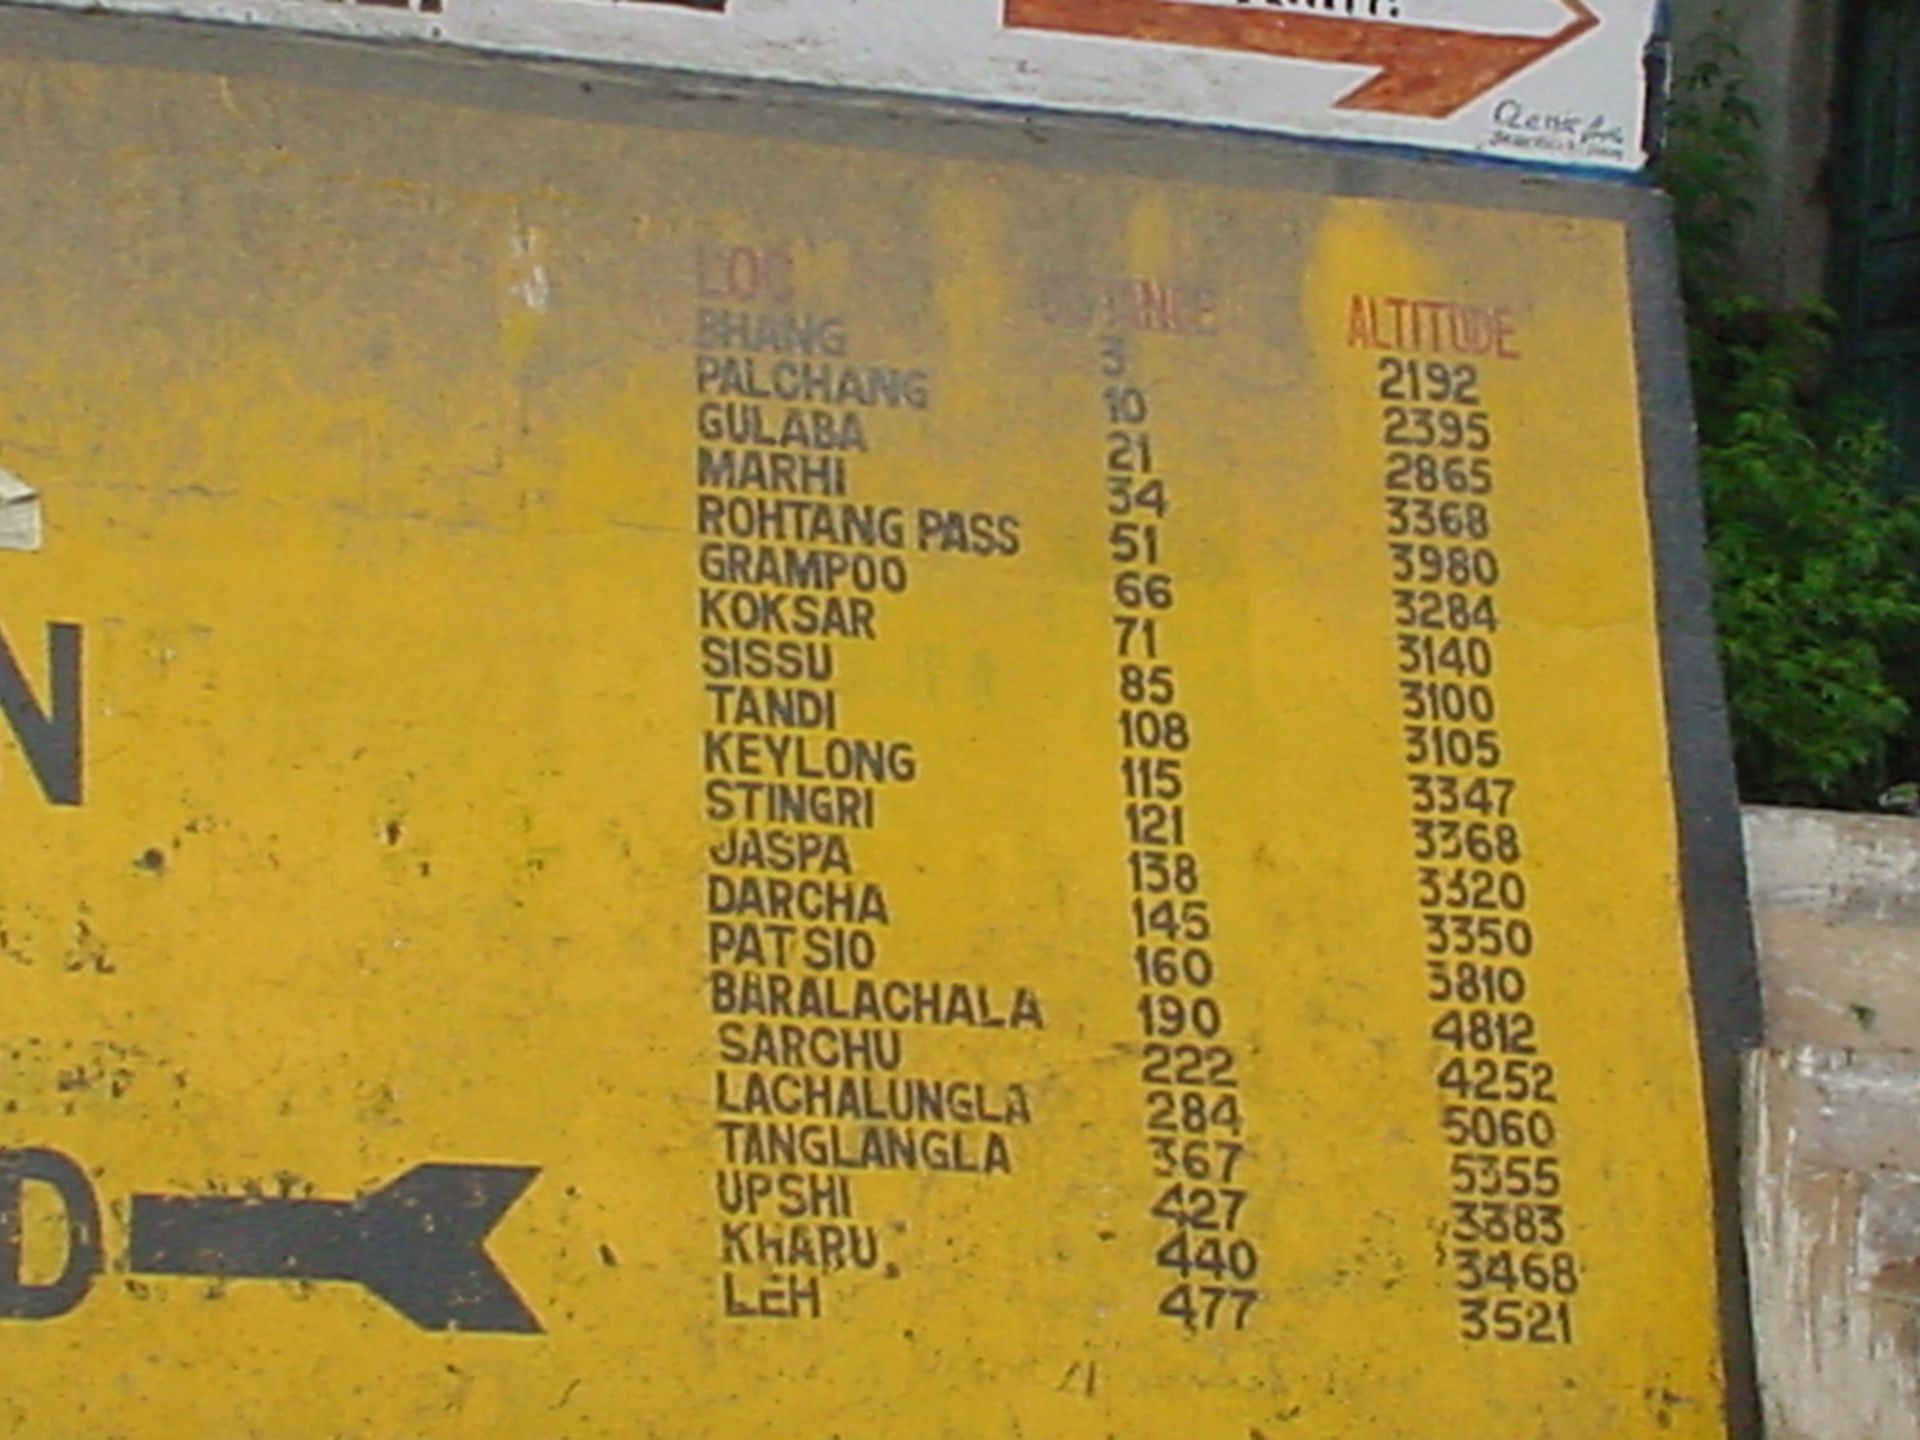 LOC DISTANCE ALTITUDE
BHANG 3 2192
PALCHANG 10 2395
GULABA 21 2865
MARHI 34 3368
ROHTANG PASS 51 3980
GRAMPOO 66 3284
KOKSAR 71 3140
SISSU 85 3100
TANDI 108 3105
KEYLONG 115 3347
STINGRI 121 3368
JASPA 138 3320
DARCHA 145 3350
PATSIO 160 3810
BARALACHALA 190 4812
SARCHU 222 4252
LACHALUNGLA 284 5060
TANGLANGLA 367 5355
UPSHI 427 3383
KHARU 440 3468
LEH 477 3521
N
D